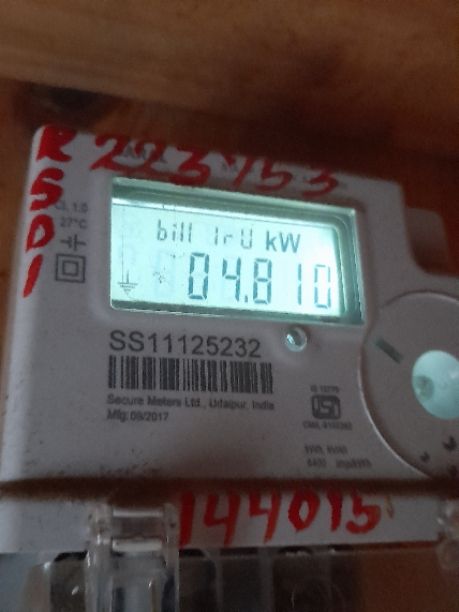 223153
RSDI
CL 1.0
27°C
bill 1rU kW
04.810
SS11125232
Secure Meters Ltd., Udaipur, India
Mfg: 09/2017
144015